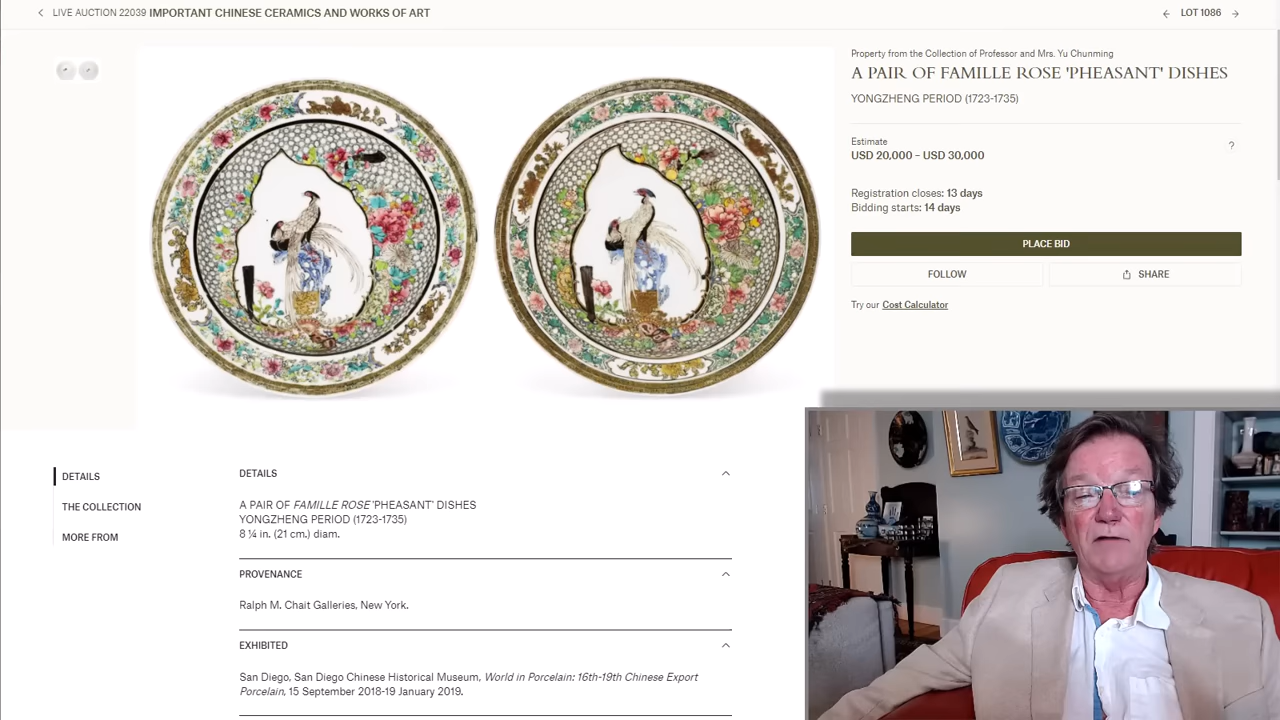 LIVE AUCTION 22039 IMPORTANT CHINESE CERAMICS AND WORKS OF ART
LOT 1086
Property from the Collection of Professor and Mrs. Yu Chunming
A PAIR OF FAMILLE ROSE 'PHEASANT' DISHES
YONGZHENG PERIOD (1723-1735)
Estimate
?
USD 20,000 – USD 30,000
Registration closes: 13 days
Bidding starts: 14 days
PLACE BID
FOLLOW
SHARE
Try our Cost Calculator
DETAILS
THE COLLECTION
MORE FROM
DETAILS
A PAIR OF FAMILLE ROSE 'PHEASANT' DISHES
YONGZHENG PERIOD (1723-1735)
8 ¼ in. (21 cm.) diam.
PROVENANCE
Ralph M. Chait Galleries, New York.
EXHIBITED
San Diego, San Diego Chinese Historical Museum, World in Porcelain: 16th-19th Chinese Export
Porcelain, 15 September 2018-19 January 2019.